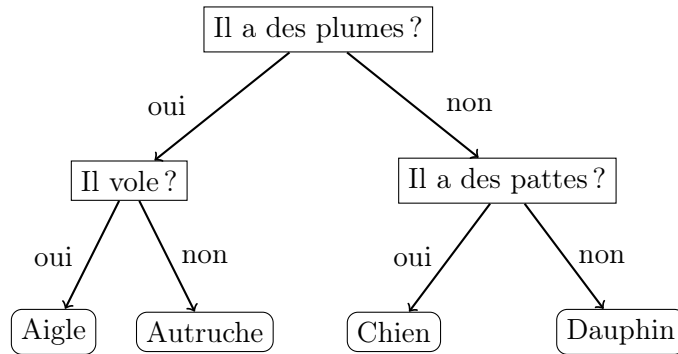 Il a des plumes ?
oui
non
Il vole ?
Il a des pattes ?
oui
non
oui
non
Aigle
Autruche
Chien
Dauphin